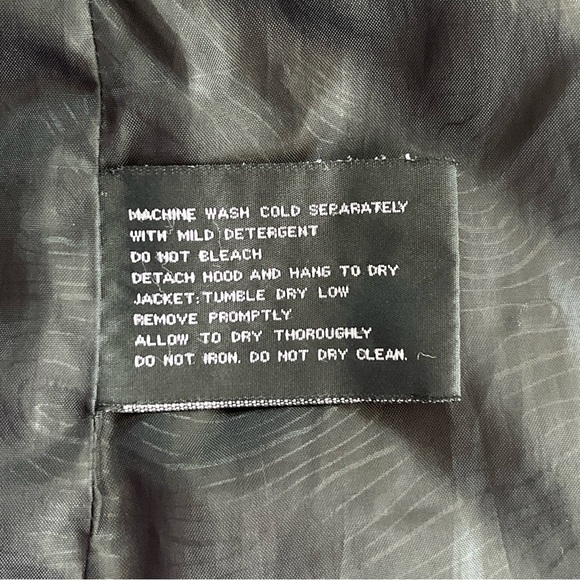 MACHINE WASH COLD SEPARATELY
WITH MILD DETERGENT
DO NOT BLEACH
DETACH HOOD AND HANG TO DRY
JACKET: TUMBLE DRY LOW
REMOVE PROMPTLY
ALLOW TO DRY THOROUGHLY
DO NOT IRON. DO NOT DRY CLEAN.